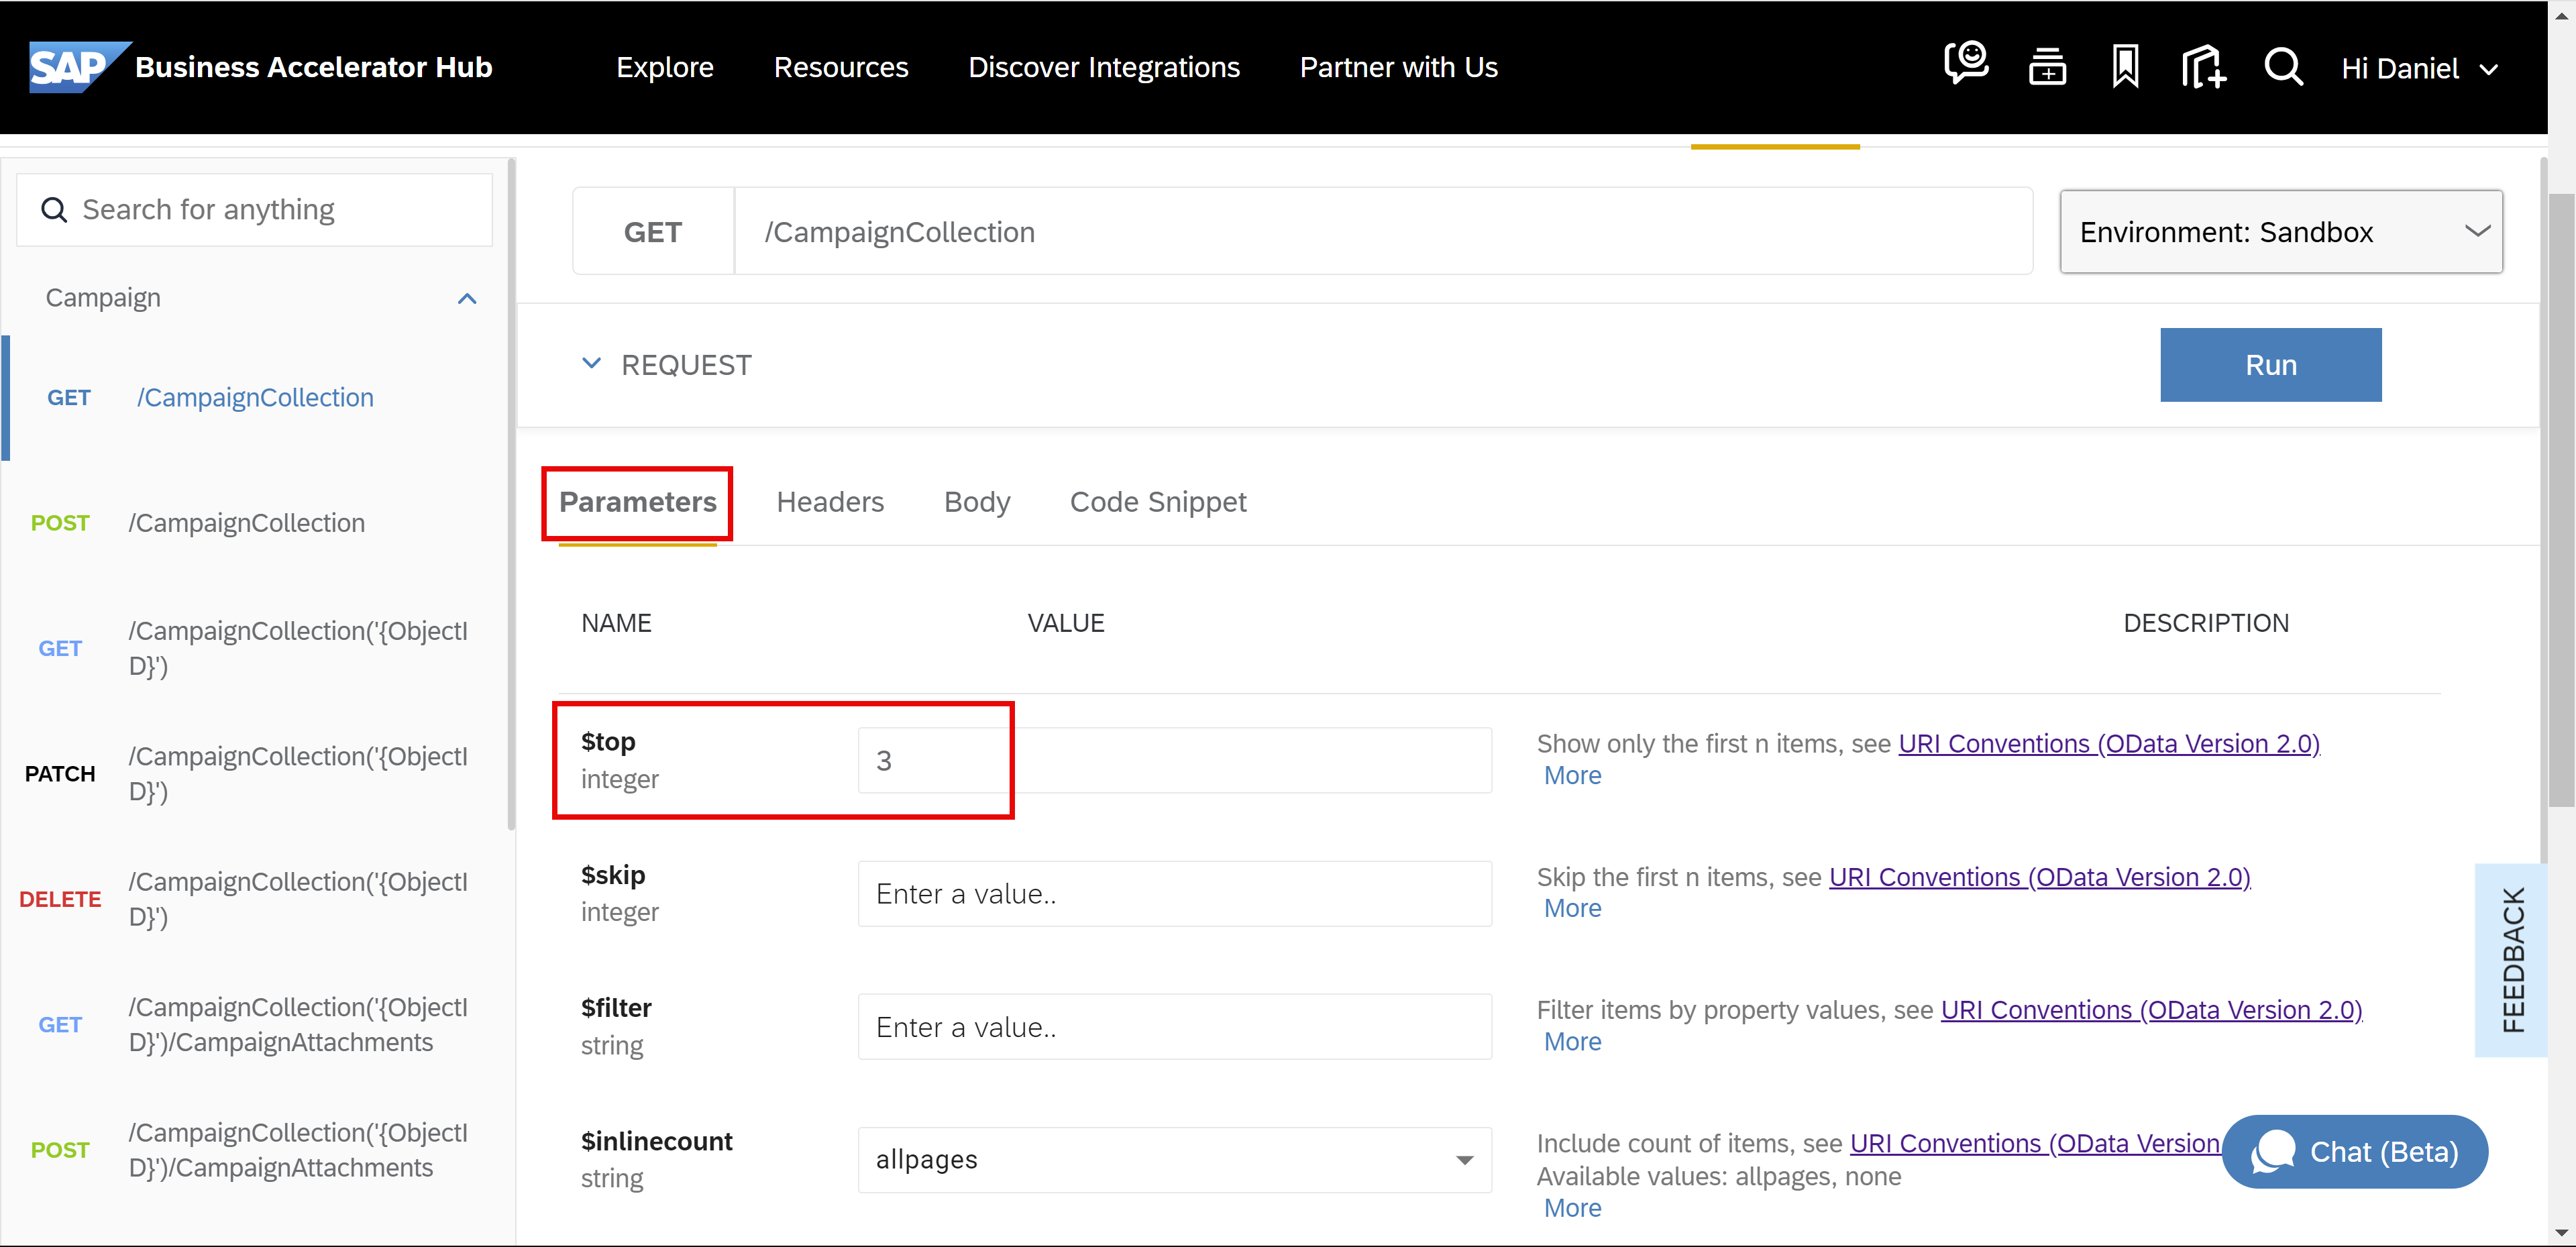 SAP Business Accelerator Hub
Explore
Resources
Discover Integrations
Partner with Us
Hi Daniel
Search for anything
Campaign
GET /CampaignCollection
POST /CampaignCollection
GET /CampaignCollection('{ObjectI
D}')
PATCH /CampaignCollection('{ObjectI
D}')
DELETE /CampaignCollection('{ObjectI
D}')
GET /CampaignCollection('{ObjectI
D}')/CampaignAttachments
POST /CampaignCollection('{ObjectI
D}')/CampaignAttachments
GET /CampaignCollection
Environment: Sandbox
REQUEST
Run
Parameters
Headers
Body
Code Snippet
NAME VALUE DESCRIPTION
$top
integer
3
Show only the first n items, see URI Conventions (OData Version 2.0)
More
$skip
integer
Enter a value..
Skip the first n items, see URI Conventions (OData Version 2.0)
More
$filter
string
Enter a value..
Filter items by property values, see URI Conventions (OData Version 2.0)
More
$inlinecount
string
allpages
Include count of items, see URI Conventions (OData Version
Available values: allpages, none
More
FEEDBACK
Chat (Beta)